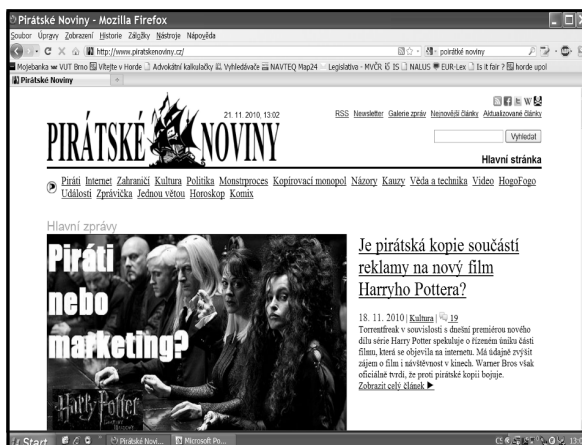 Pirátské Noviny - Mozilla Firefox
Soubor Úpravy Zobrazení Historie Záložky Nástroje Nápověda
http://www.piratskenoviny.cz/
poirátké noviny
Mojebanka VUT Brno Vítejte v Horde Advokátní kalkulačky Vyhledávače NAVTEQ Map24 Legislativa - MVČR IS NALUS EUR-Lex Is it fair ? horde upol
Pirátské Noviny
21. 11. 2010, 13:02
PIRÁTSKÉ NOVINY
RSS Newsletter Galerie zpráv Nejnovější články Aktualizované články
Vyhledat
Hlavní stránka
Piráti Internet Zahraničí Kultura Politika Monstrproces Kopírovací monopol Názory Kauzy Věda a technika Video HogoFogo
Události Zprávička Jednou větou Horoskop Komix
Hlavní zprávy
Piráti
nebo
marketing?
Harry Potter
Je pirátská kopie součástí
reklamy na nový film
Harryho Pottera?
18. 11. 2010 | Kultura | 19
Torrentfreak v souvislosti s dnešní premiérou nového
dílu série Harry Potter spekuluje o řízeném úniku části
filmu, která se objevila na internetu. Má údajně zvýšit
zájem o film i návštěvnost v kinech. Warner Bros však
oficiálně tvrdí, že proti pirátské kopii bojuje.
Zobrazit celý článek
Start Pirátské Novi... Microsoft Po... CS